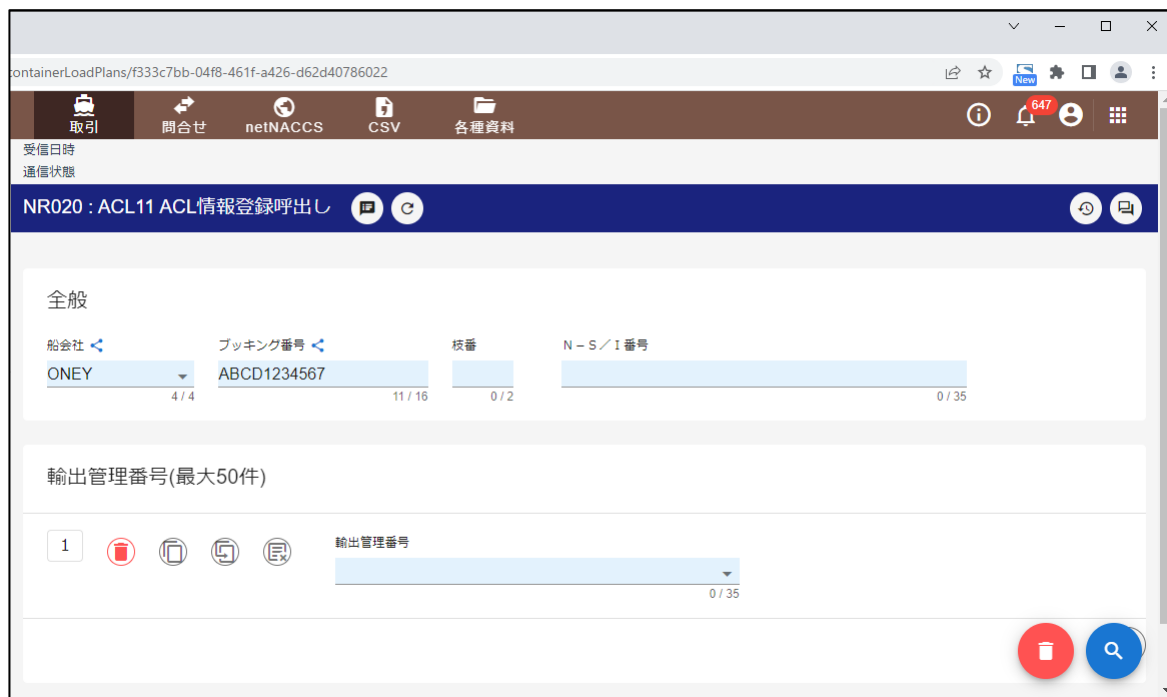 ontainerLoadPlans/f333c7bb-04f8-461f-a426-d62d40786022
New
取引 問合せ netNACCS CSV 各種資料
647
受信日時
通信状態
NR020 : ACL11 ACL情報登録呼出し
全般
船会社 ブッキング番号 枝番 Ｎ－Ｓ／Ｉ番号
ONEY ABCD1234567
4 / 4 11 / 16 0 / 2 0 / 35
輸出管理番号(最大50件)
1 輸出管理番号
0 / 35